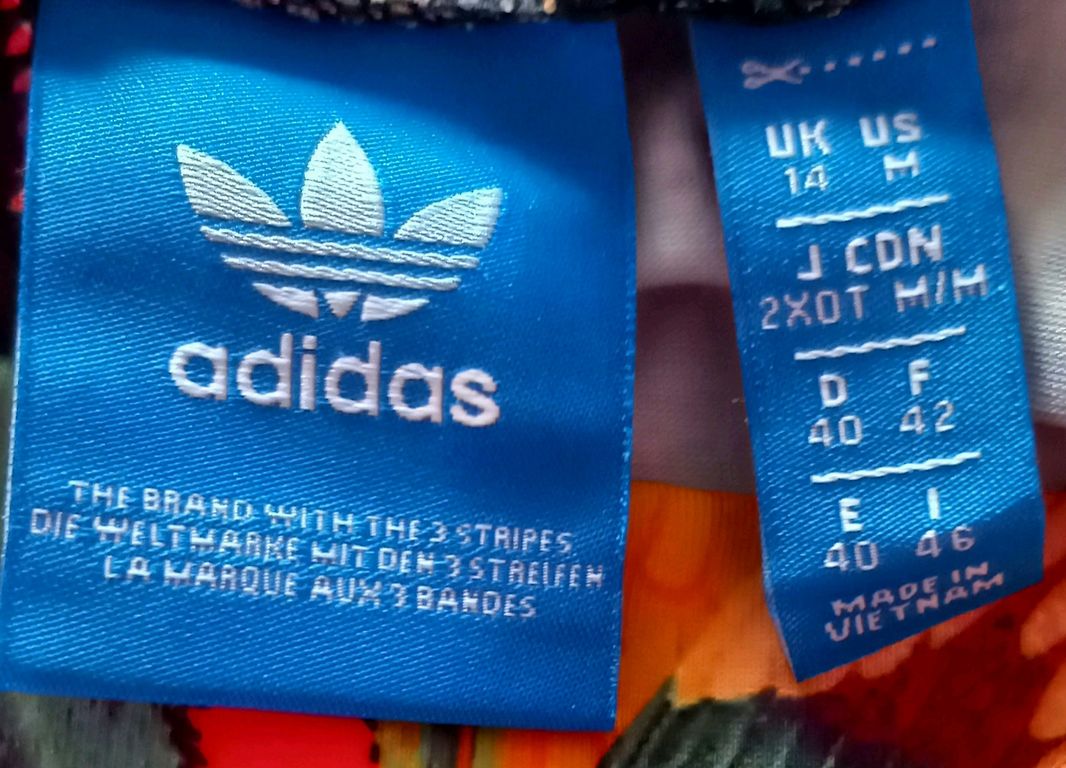 adidas
THE BRAND WITH THE 3 STRIPES
DIE WELTMARKE MIT DEN 3 STREIFEN
LA MARQUE AUX 3 BANDES
UK US
14 M
J CDN
2XOT M/M
D F
40 42
E I
40 46
MADE IN
VIETNAM